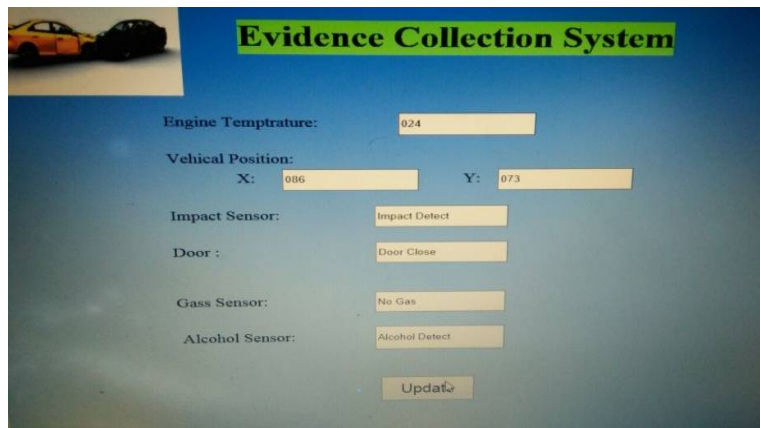 Evidence Collection System
Engine Temptrature: 024
Vehical Position:
X: 086 Y: 073
Impact Sensor: Impact Detect
Door : Door Close
Gass Sensor: No Gas
Alcohol Sensor: Alcohol Detect
Update